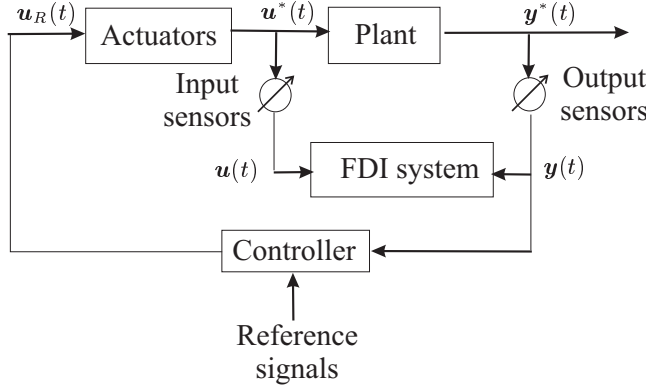 u_R(t)
Actuators
u*(t)
Plant
y*(t)
Input
sensors
Output
sensors
u(t)
FDI system
y(t)
Controller
Reference
signals